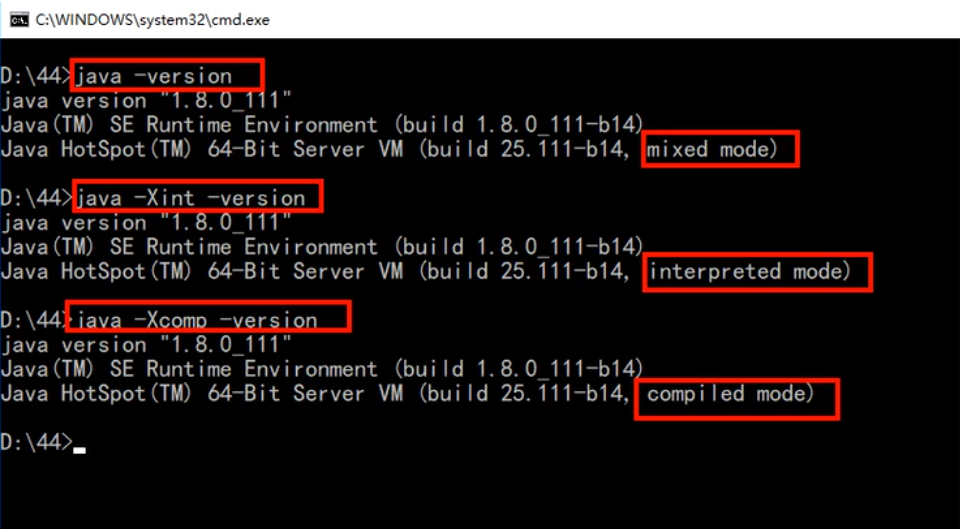 C:\WINDOWS\system32\cmd.exe
D:\44>java -version
java version "1.8.0_111"
Java(TM) SE Runtime Environment (build 1.8.0_111-b14)
Java HotSpot(TM) 64-Bit Server VM (build 25.111-b14, mixed mode)
D:\44>java -Xint -version
java version "1.8.0_111"
Java(TM) SE Runtime Environment (build 1.8.0_111-b14)
Java HotSpot(TM) 64-Bit Server VM (build 25.111-b14, interpreted mode)
D:\44>java -Xcomp -version
java version "1.8.0_111"
Java(TM) SE Runtime Environment (build 1.8.0_111-b14)
Java HotSpot(TM) 64-Bit Server VM (build 25.111-b14, compiled mode)
D:\44>